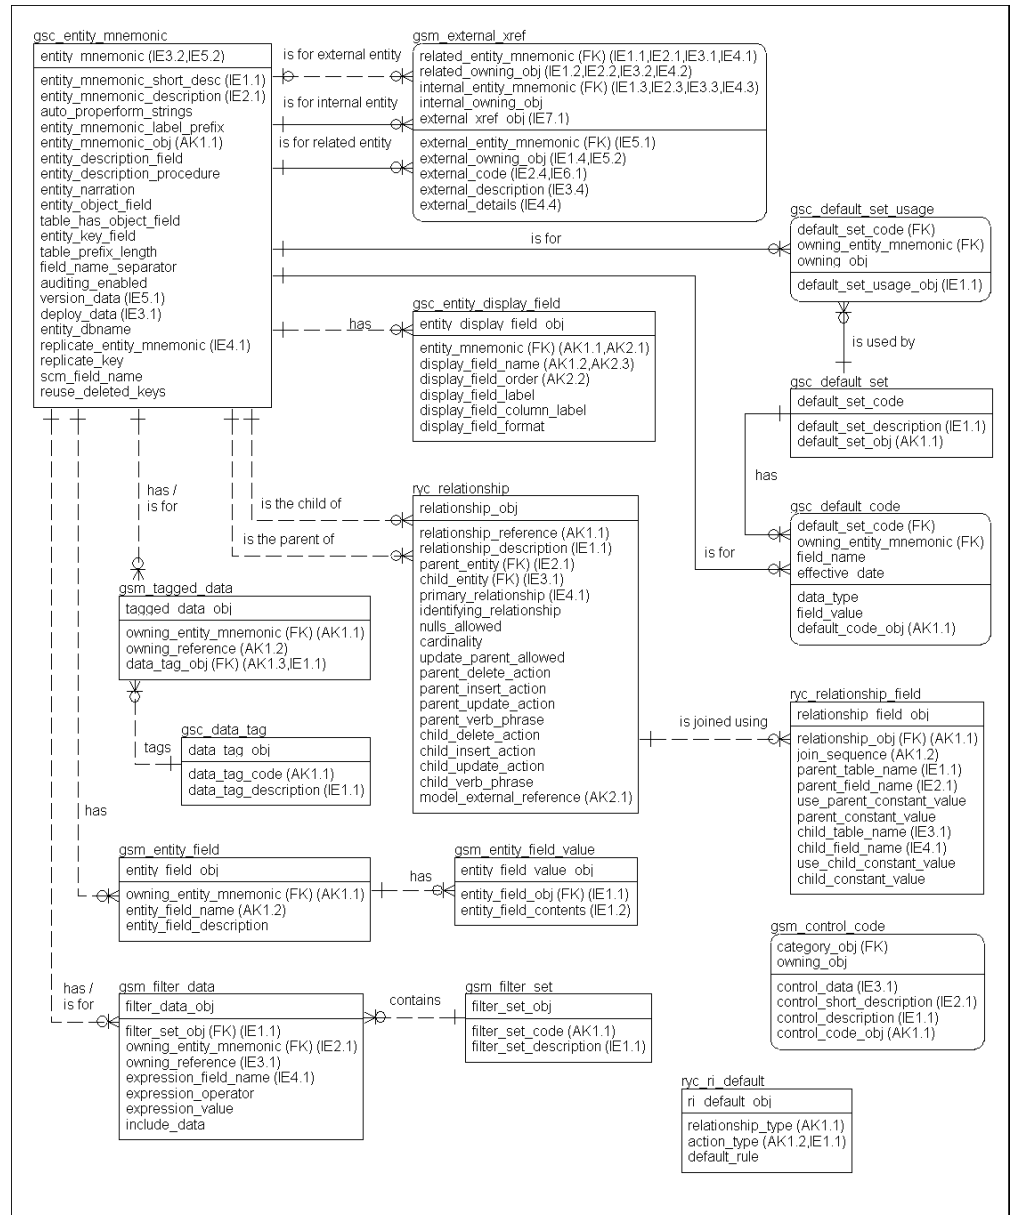 gsc_entity_mnemonic
entity_mnemonic (IE3.2,IE5.2)
entity_mnemonic_short_desc (IE1.1)
entity_mnemonic_description (IE2.1)
auto_properform_strings
entity_mnemonic_label_prefix
entity_mnemonic_obj (AK1.1)
entity_description_field
entity_description_procedure
entity_narration
entity_object_field
table_has_object_field
entity_key_field
table_prefix_length
field_name_separator
auditing_enabled
version_data (IE5.1)
deploy_data (IE3.1)
entity_dbname
replicate_entity_mnemonic (IE4.1)
replicate_key
scm_field_name
reuse_deleted_keys
is for external entity
is for internal entity
is for related entity
gsm_external_xref
related_entity_mnemonic (FK) (IE1.1,IE2.1,IE3.1,IE4.1)
related_owning_obj (IE1.2,IE2.2,IE3.2,IE4.2)
internal_entity_mnemonic (FK) (IE1.3,IE2.3,IE3.3,IE4.3)
internal_owning_obj
external_xref_obj (IE7.1)
external_entity_mnemonic (FK) (IE5.1)
external_owning_obj (IE1.4,IE5.2)
external_code (IE2.4,IE6.1)
external_description (IE3.4)
external_details (IE4.4)
is for
gsc_default_set_usage
default_set_code (FK)
owning_entity_mnemonic (FK)
owning_obj
default_set_usage_obj (IE1.1)
is used by
has
gsc_entity_display_field
entity_display_field_obj
entity_mnemonic (FK) (AK1.1,AK2.1)
display_field_name (AK1.2,AK2.3)
display_field_order (AK2.2)
display_field_label
display_field_column_label
display_field_format
gsc_default_set
default_set_code
default_set_description (IE1.1)
default_set_obj (AK1.1)
has
gsc_default_code
default_set_code (FK)
owning_entity_mnemonic (FK)
field_name
effective_date
data_type
field_value
default_code_obj (AK1.1)
is for
has /
is for
is the child of
is the parent of
ryc_relationship
relationship_obj
relationship_reference (AK1.1)
relationship_description (IE1.1)
parent_entity (FK) (IE2.1)
child_entity (FK) (IE3.1)
primary_relationship (IE4.1)
identifying_relationship
nulls_allowed
cardinality
update_parent_allowed
parent_delete_action
parent_insert_action
parent_update_action
parent_verb_phrase
child_delete_action
child_insert_action
child_update_action
child_verb_phrase
model_external_reference (AK2.1)
gsm_tagged_data
tagged_data_obj
owning_entity_mnemonic (FK) (AK1.1)
owning_reference (AK1.2)
data_tag_obj (FK) (AK1.3,IE1.1)
tags
gsc_data_tag
data_tag_obj
data_tag_code (AK1.1)
data_tag_description (IE1.1)
is joined using
ryc_relationship_field
relationship_field_obj
relationship_obj (FK) (AK1.1)
join_sequence (AK1.2)
parent_table_name (IE1.1)
parent_field_name (IE2.1)
use_parent_constant_value
parent_constant_value
child_table_name (IE3.1)
child_field_name (IE4.1)
use_child_constant_value
child_constant_value
has
gsm_entity_field
entity_field_obj
owning_entity_mnemonic (FK) (AK1.1)
entity_field_name (AK1.2)
entity_field_description
has
gsm_entity_field_value
entity_field_value_obj
entity_field_obj (FK) (IE1.1)
entity_field_contents (IE1.2)
gsm_control_code
category_obj (FK)
owning_obj
control_data (IE3.1)
control_short_description (IE2.1)
control_description (IE1.1)
control_code_obj (AK1.1)
has /
is for
gsm_filter_data
filter_data_obj
filter_set_obj (FK) (IE1.1)
owning_entity_mnemonic (FK) (IE2.1)
owning_reference (IE3.1)
expression_field_name (IE4.1)
expression_operator
expression_value
include_data
contains
gsm_filter_set
filter_set_obj
filter_set_code (AK1.1)
filter_set_description (IE1.1)
ryc_ri_default
ri_default_obj
relationship_type (AK1.1)
action_type (AK1.2,IE1.1)
default_rule